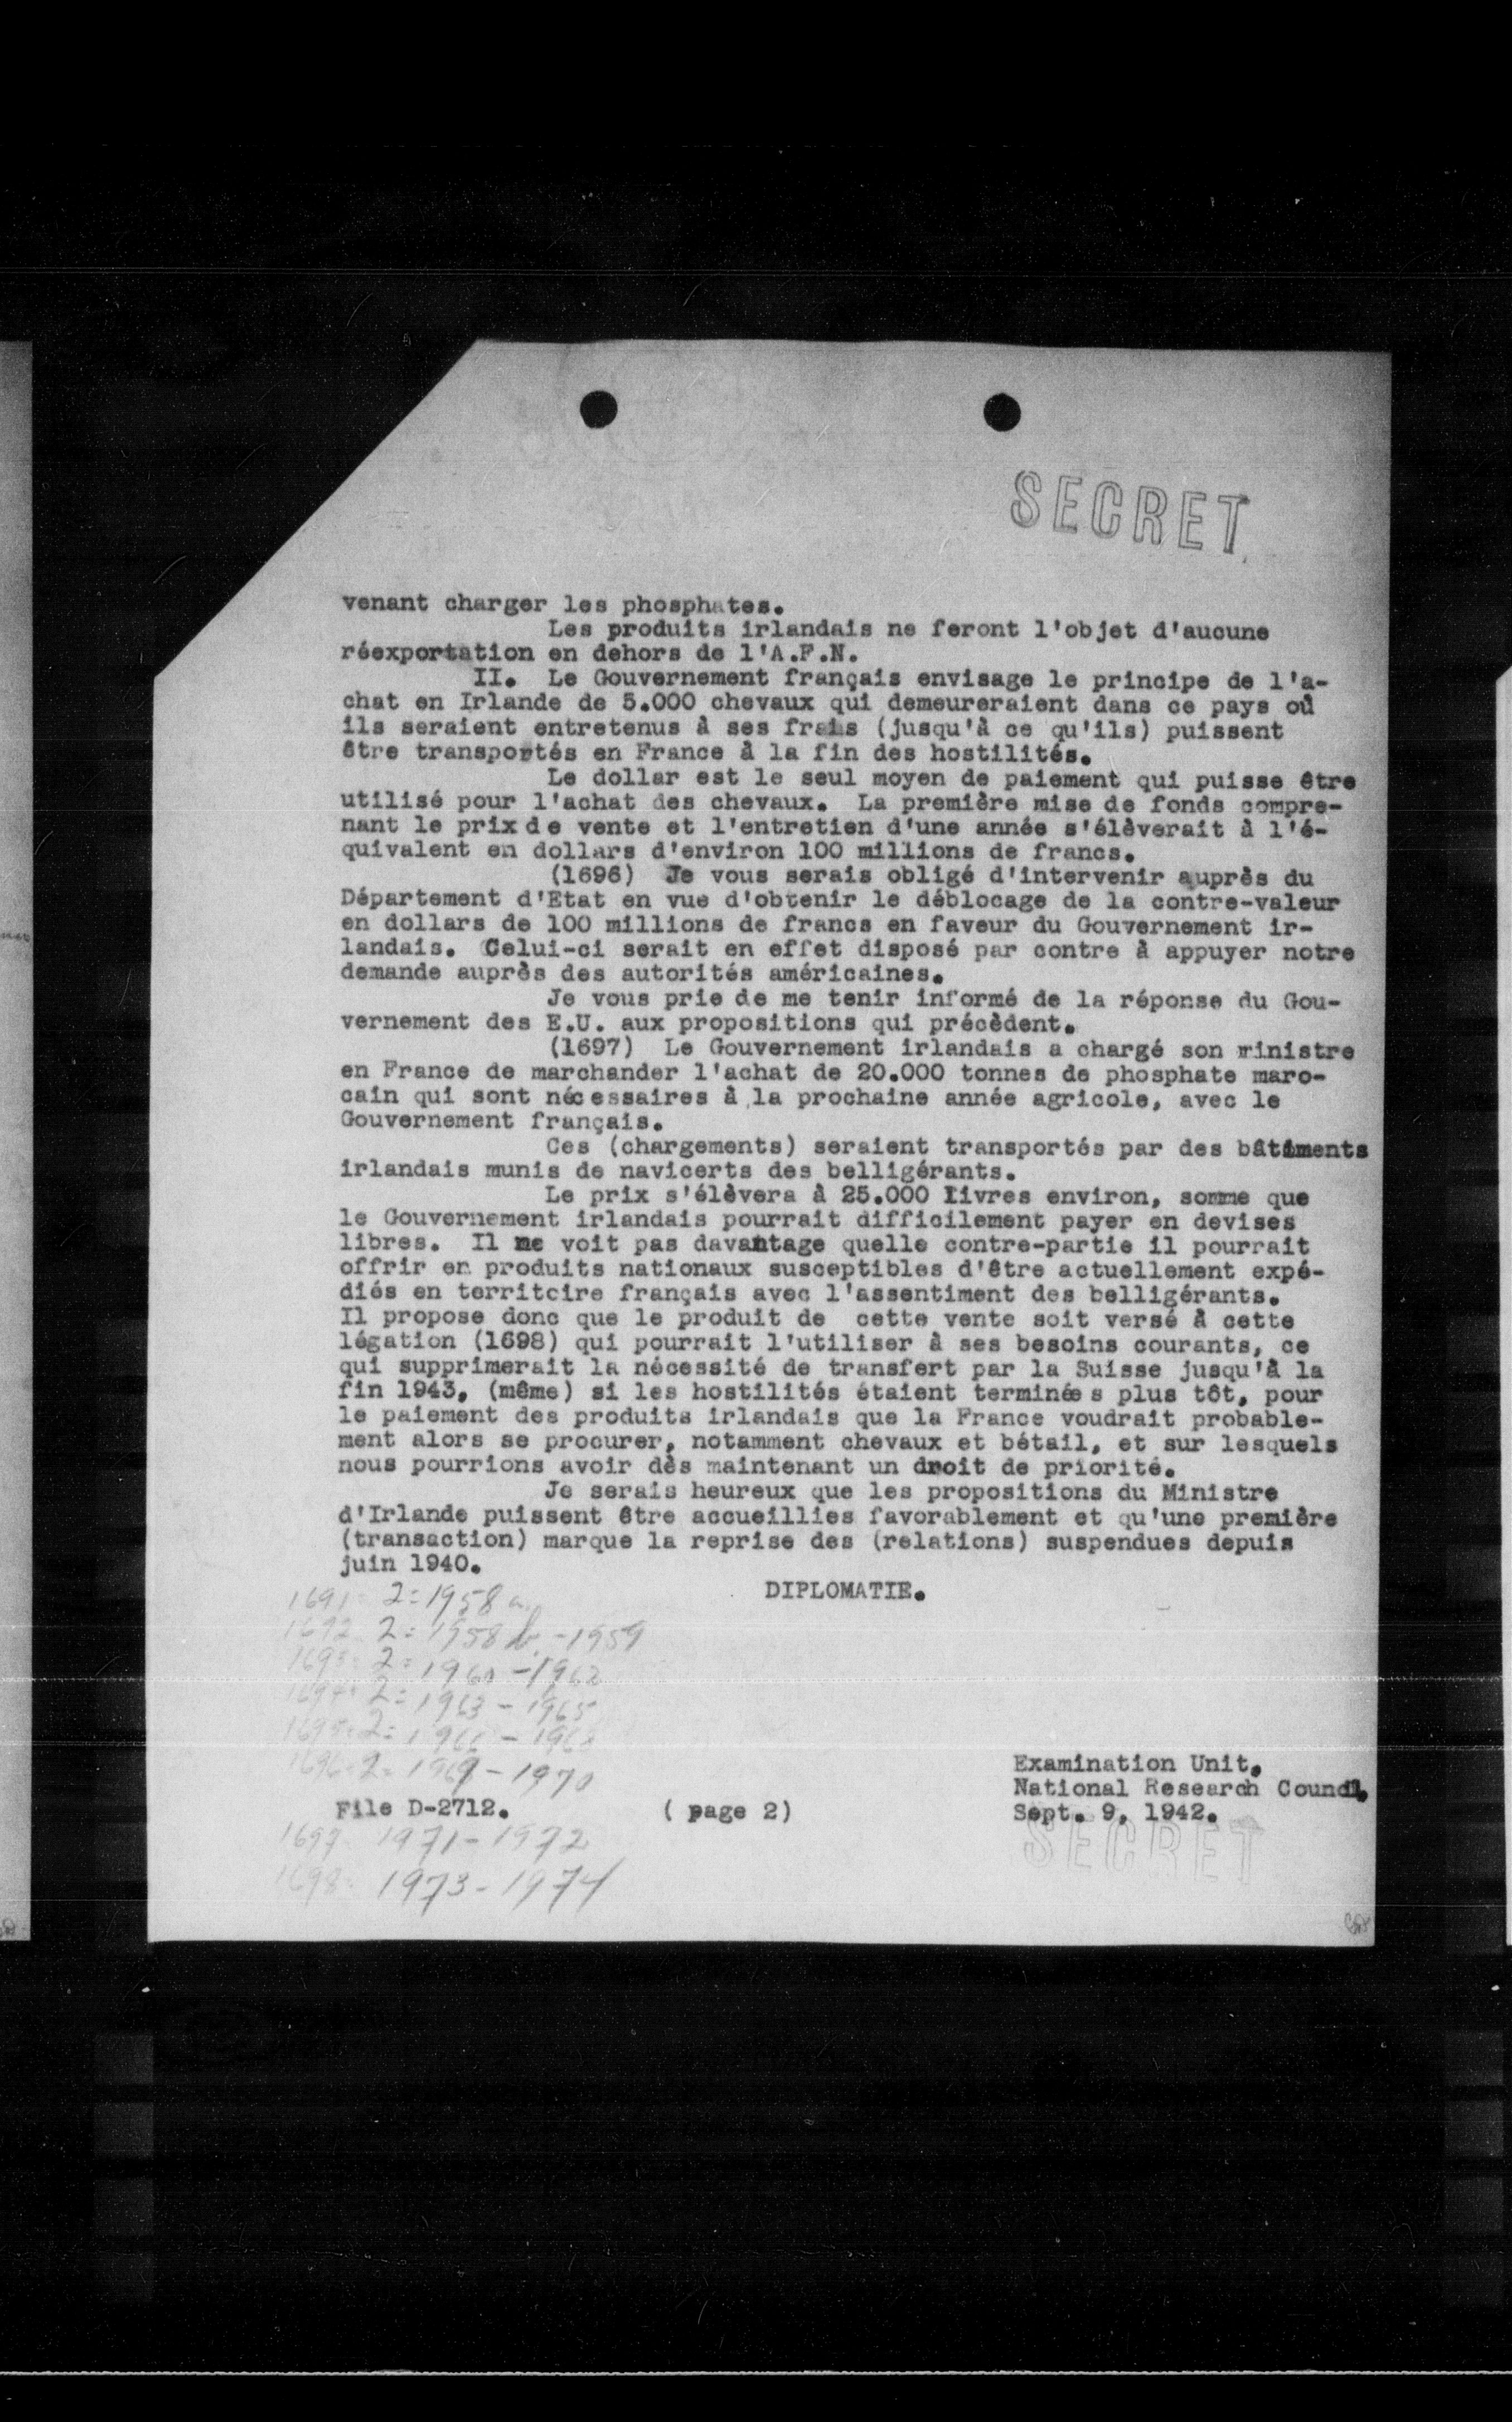 SECRET
venant charger les phosphates.
Les produits irlandais ne feront l'objet d'aucune
réexportation en dehors de l'A.F.N.
II. Le Gouvernement français envisage le principe de l'a-
chat en Irlande de 5.000 chevaux qui demeureraient dans ce pays où
ils seraient entretenus à ses frais (jusqu'à ce qu'ils) puissent
être transportés en France à la fin des hostilités.
Le dollar est le seul moyen de paiement qui puisse être
utilisé pour l'achat des chevaux. La première mise de fonds compre-
nant le prix de vente et l'entretien d'une année s'élèverait à l'é-
quivalent en dollars d'environ 100 millions de francs.
(1696) Je vous serais obligé d'intervenir auprès du
Département d'Etat en vue d'obtenir le déblocage de la contre-valeur
en dollars de 100 millions de francs en faveur du Gouvernement ir-
landais. Celui-ci serait en effet disposé par contre à appuyer notre
demande auprès des autorités américaines.
Je vous prie de me tenir informé de la réponse du Gou-
vernement des E.U. aux propositions qui précèdent.
(1697) Le Gouvernement irlandais a chargé son ministre
en France de marchander l'achat de 20.000 tonnes de phosphate maro-
cain qui sont nécessaires à la prochaine année agricole, avec le
Gouvernement français.
Ces (chargements) seraient transportés par des bâtiments
irlandais munis de navicerts des belligérants.
Le prix s'élèvera à 25.000 livres environ, somme que
le Gouvernement irlandais pourrait difficilement payer en devises
libres. Il ne voit pas davantage quelle contre-partie il pourrait
offrir en produits nationaux susceptibles d'être actuellement expé-
diés en territoire français avec l'assentiment des belligérants.
Il propose donc que le produit de cette vente soit versé à cette
légation (1698) qui pourrait l'utiliser à ses besoins courants, ce
qui supprimerait la nécessité de transfert par la Suisse jusqu'à la
fin 1943, (même) si les hostilités étaient terminées plus tôt, pour
le paiement des produits irlandais que la France voudrait probable-
ment alors se procurer, notamment chevaux et bétail, et sur lesquels
nous pourrions avoir dès maintenant un droit de priorité.
Je serais heureux que les propositions du Ministre
d'Irlande puissent être accueillies favorablement et qu'une première
(transaction) marque la reprise des (relations) suspendues depuis
juin 1940.
DIPLOMATIE.
1691: 2=1958 a
1692 2=1958 b -1959
1693: 2=1960-1962
1694: 2=1963-1965
1695: 2=1966-1968
1696: 2=1969-1970
Examination Unit,
National Research Council,
File D-2712. ( page 2) Sept. 9, 1942.
1697 1971-1972
SECRET
1698: 1973-1974